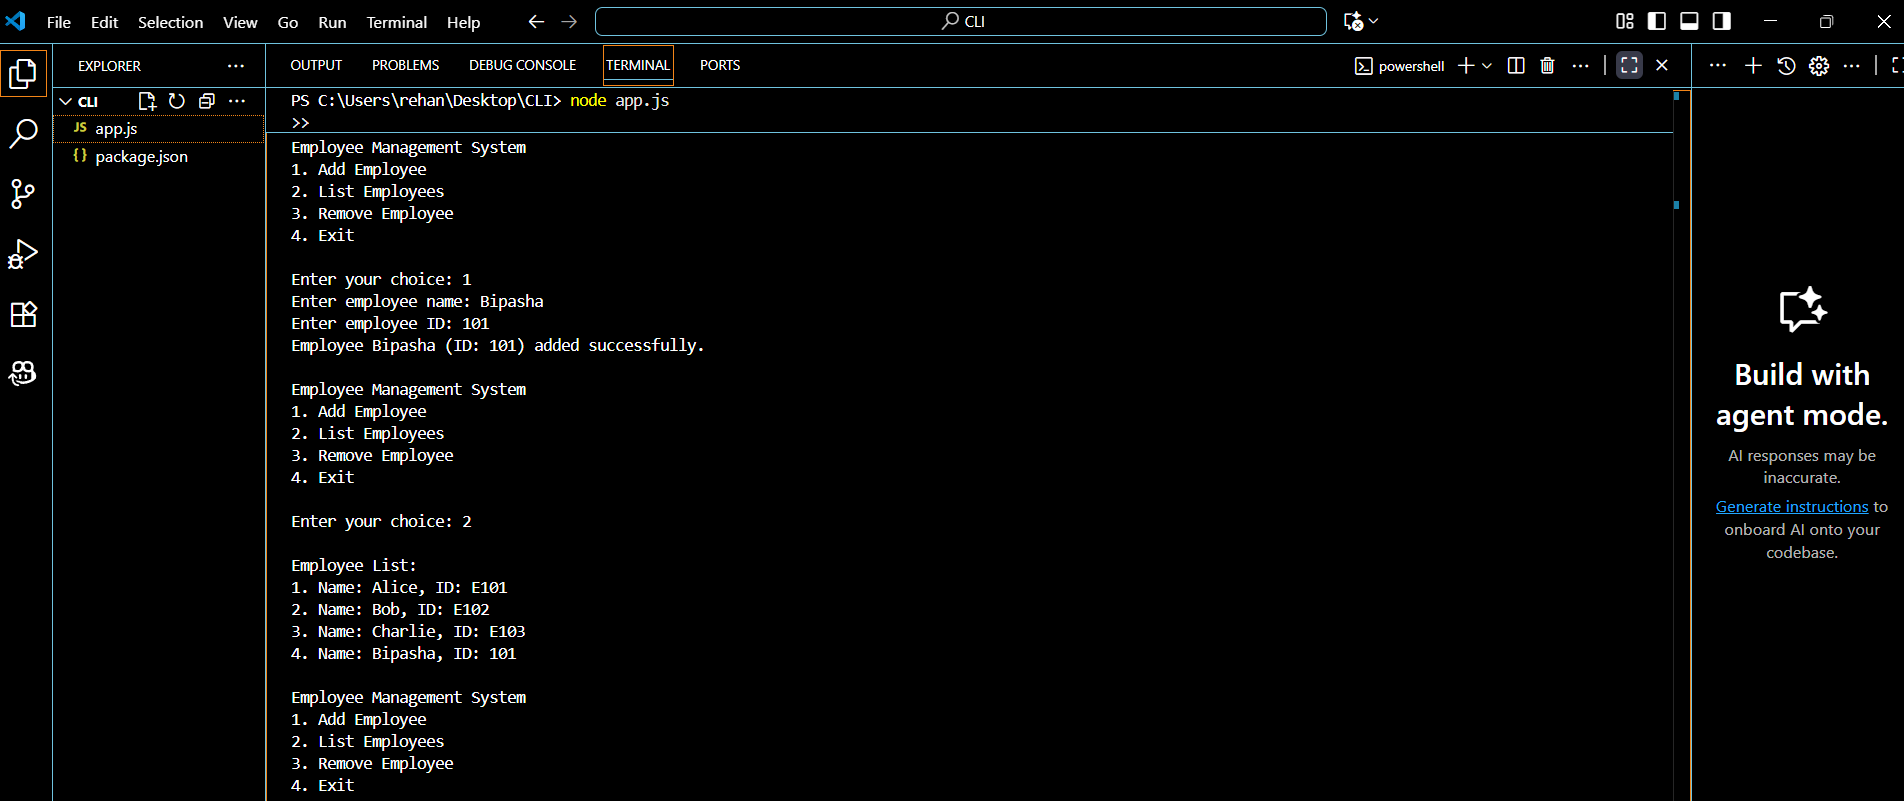 File Edit Selection View Go Run Terminal Help
CLI
EXPLORER
OUTPUT PROBLEMS DEBUG CONSOLE TERMINAL PORTS
powershell
CLI
JS app.js
{} package.json
PS C:\Users\rehan\Desktop\CLI> node app.js
>>
Employee Management System
1. Add Employee
2. List Employees
3. Remove Employee
4. Exit
Enter your choice: 1
Enter employee name: Bipasha
Enter employee ID: 101
Employee Bipasha (ID: 101) added successfully.
Employee Management System
1. Add Employee
2. List Employees
3. Remove Employee
4. Exit
Enter your choice: 2
Employee List:
1. Name: Alice, ID: E101
2. Name: Bob, ID: E102
3. Name: Charlie, ID: E103
4. Name: Bipasha, ID: 101
Employee Management System
1. Add Employee
2. List Employees
3. Remove Employee
4. Exit
Build with
agent mode.
AI responses may be
inaccurate.
Generate instructions to
onboard AI onto your
codebase.